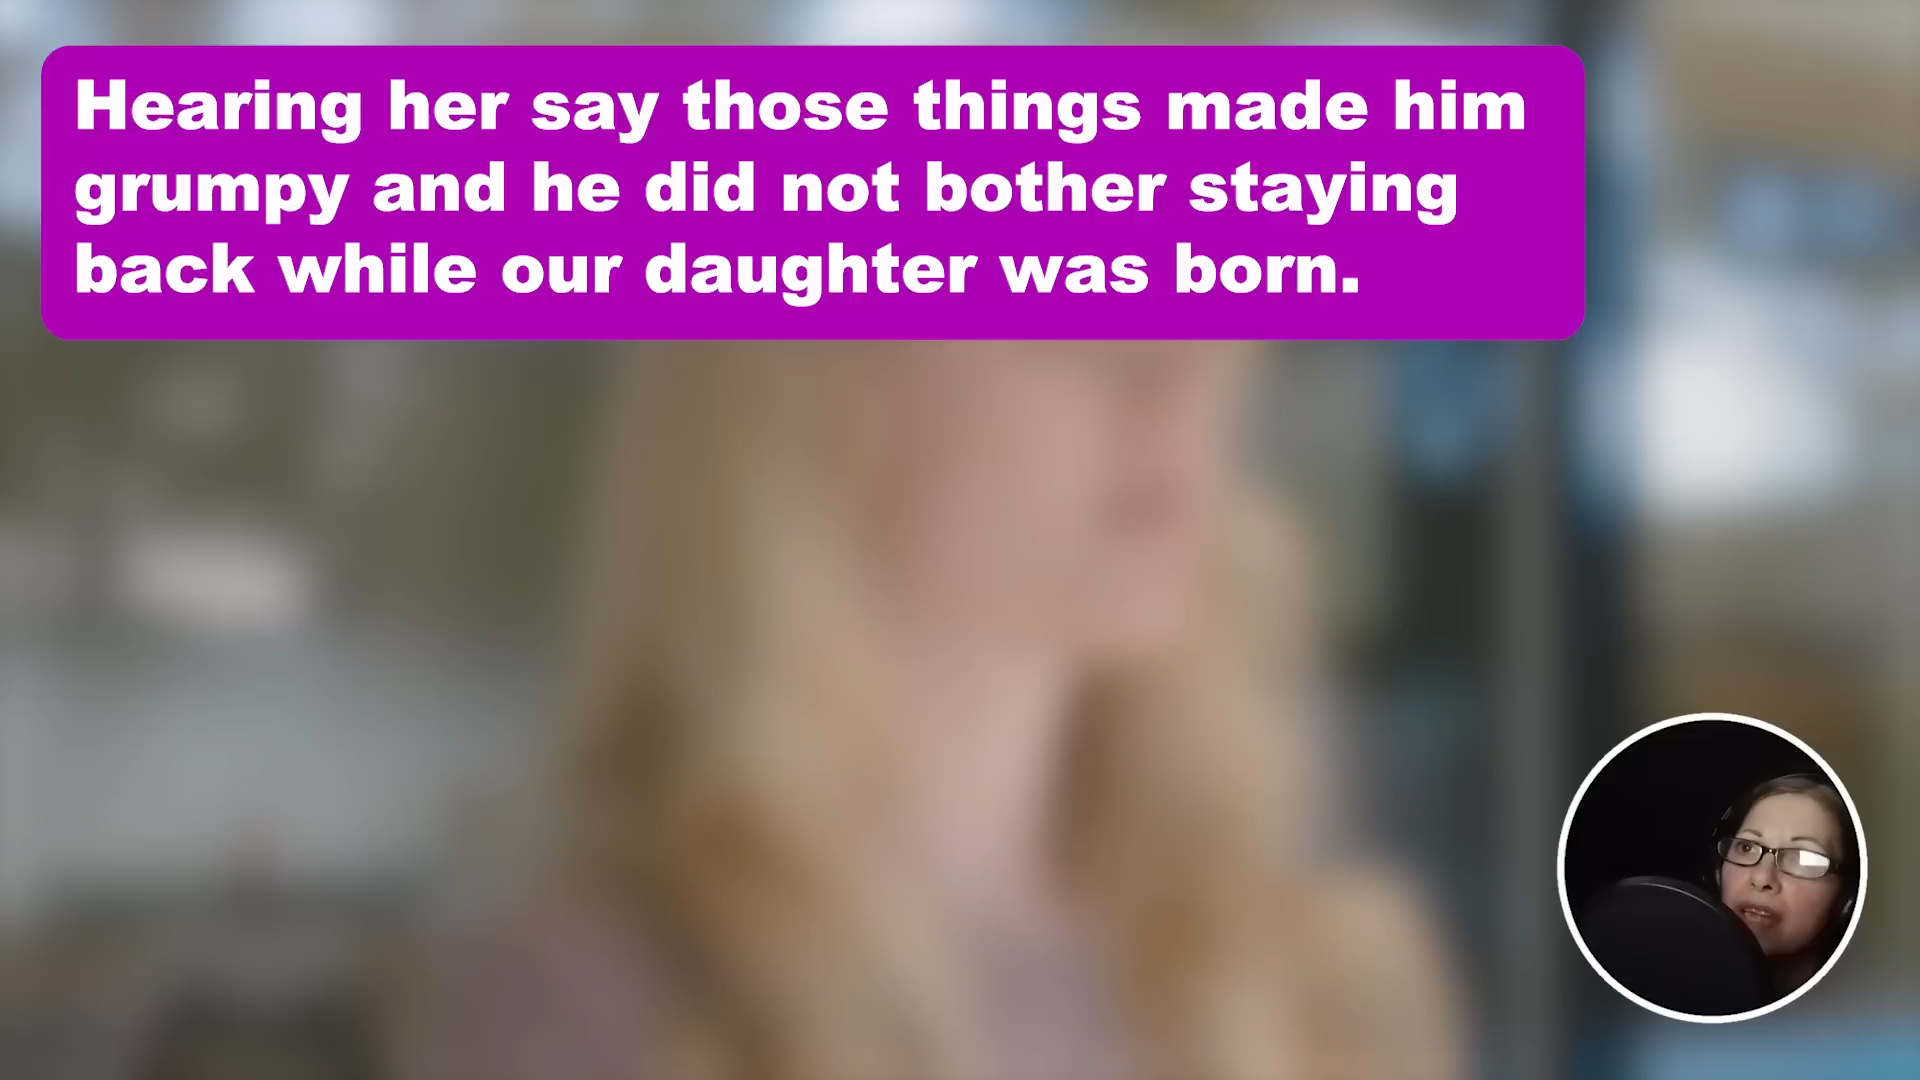 Hearing her say those things made him
grumpy and he did not bother staying
back while our daughter was born.